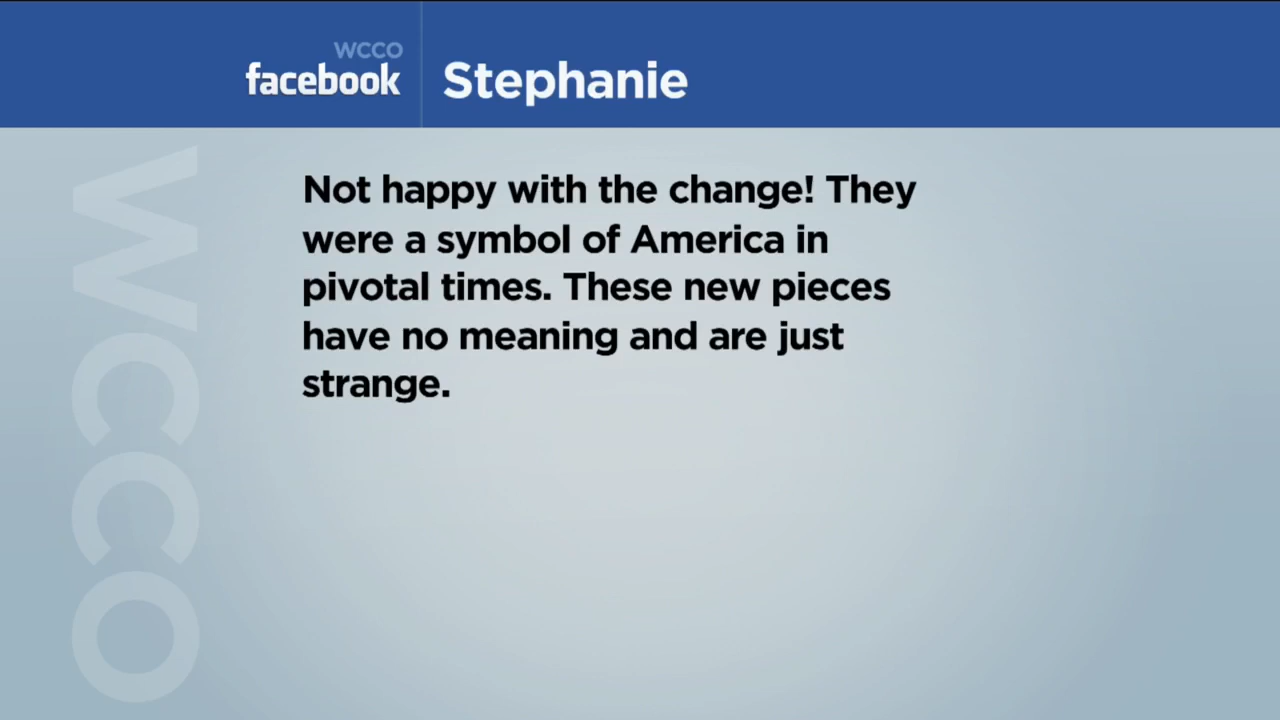 WCCO
facebook
Stephanie
Not happy with the change! They
were a symbol of America in
pivotal times. These new pieces
have no meaning and are just
strange.
WCCO